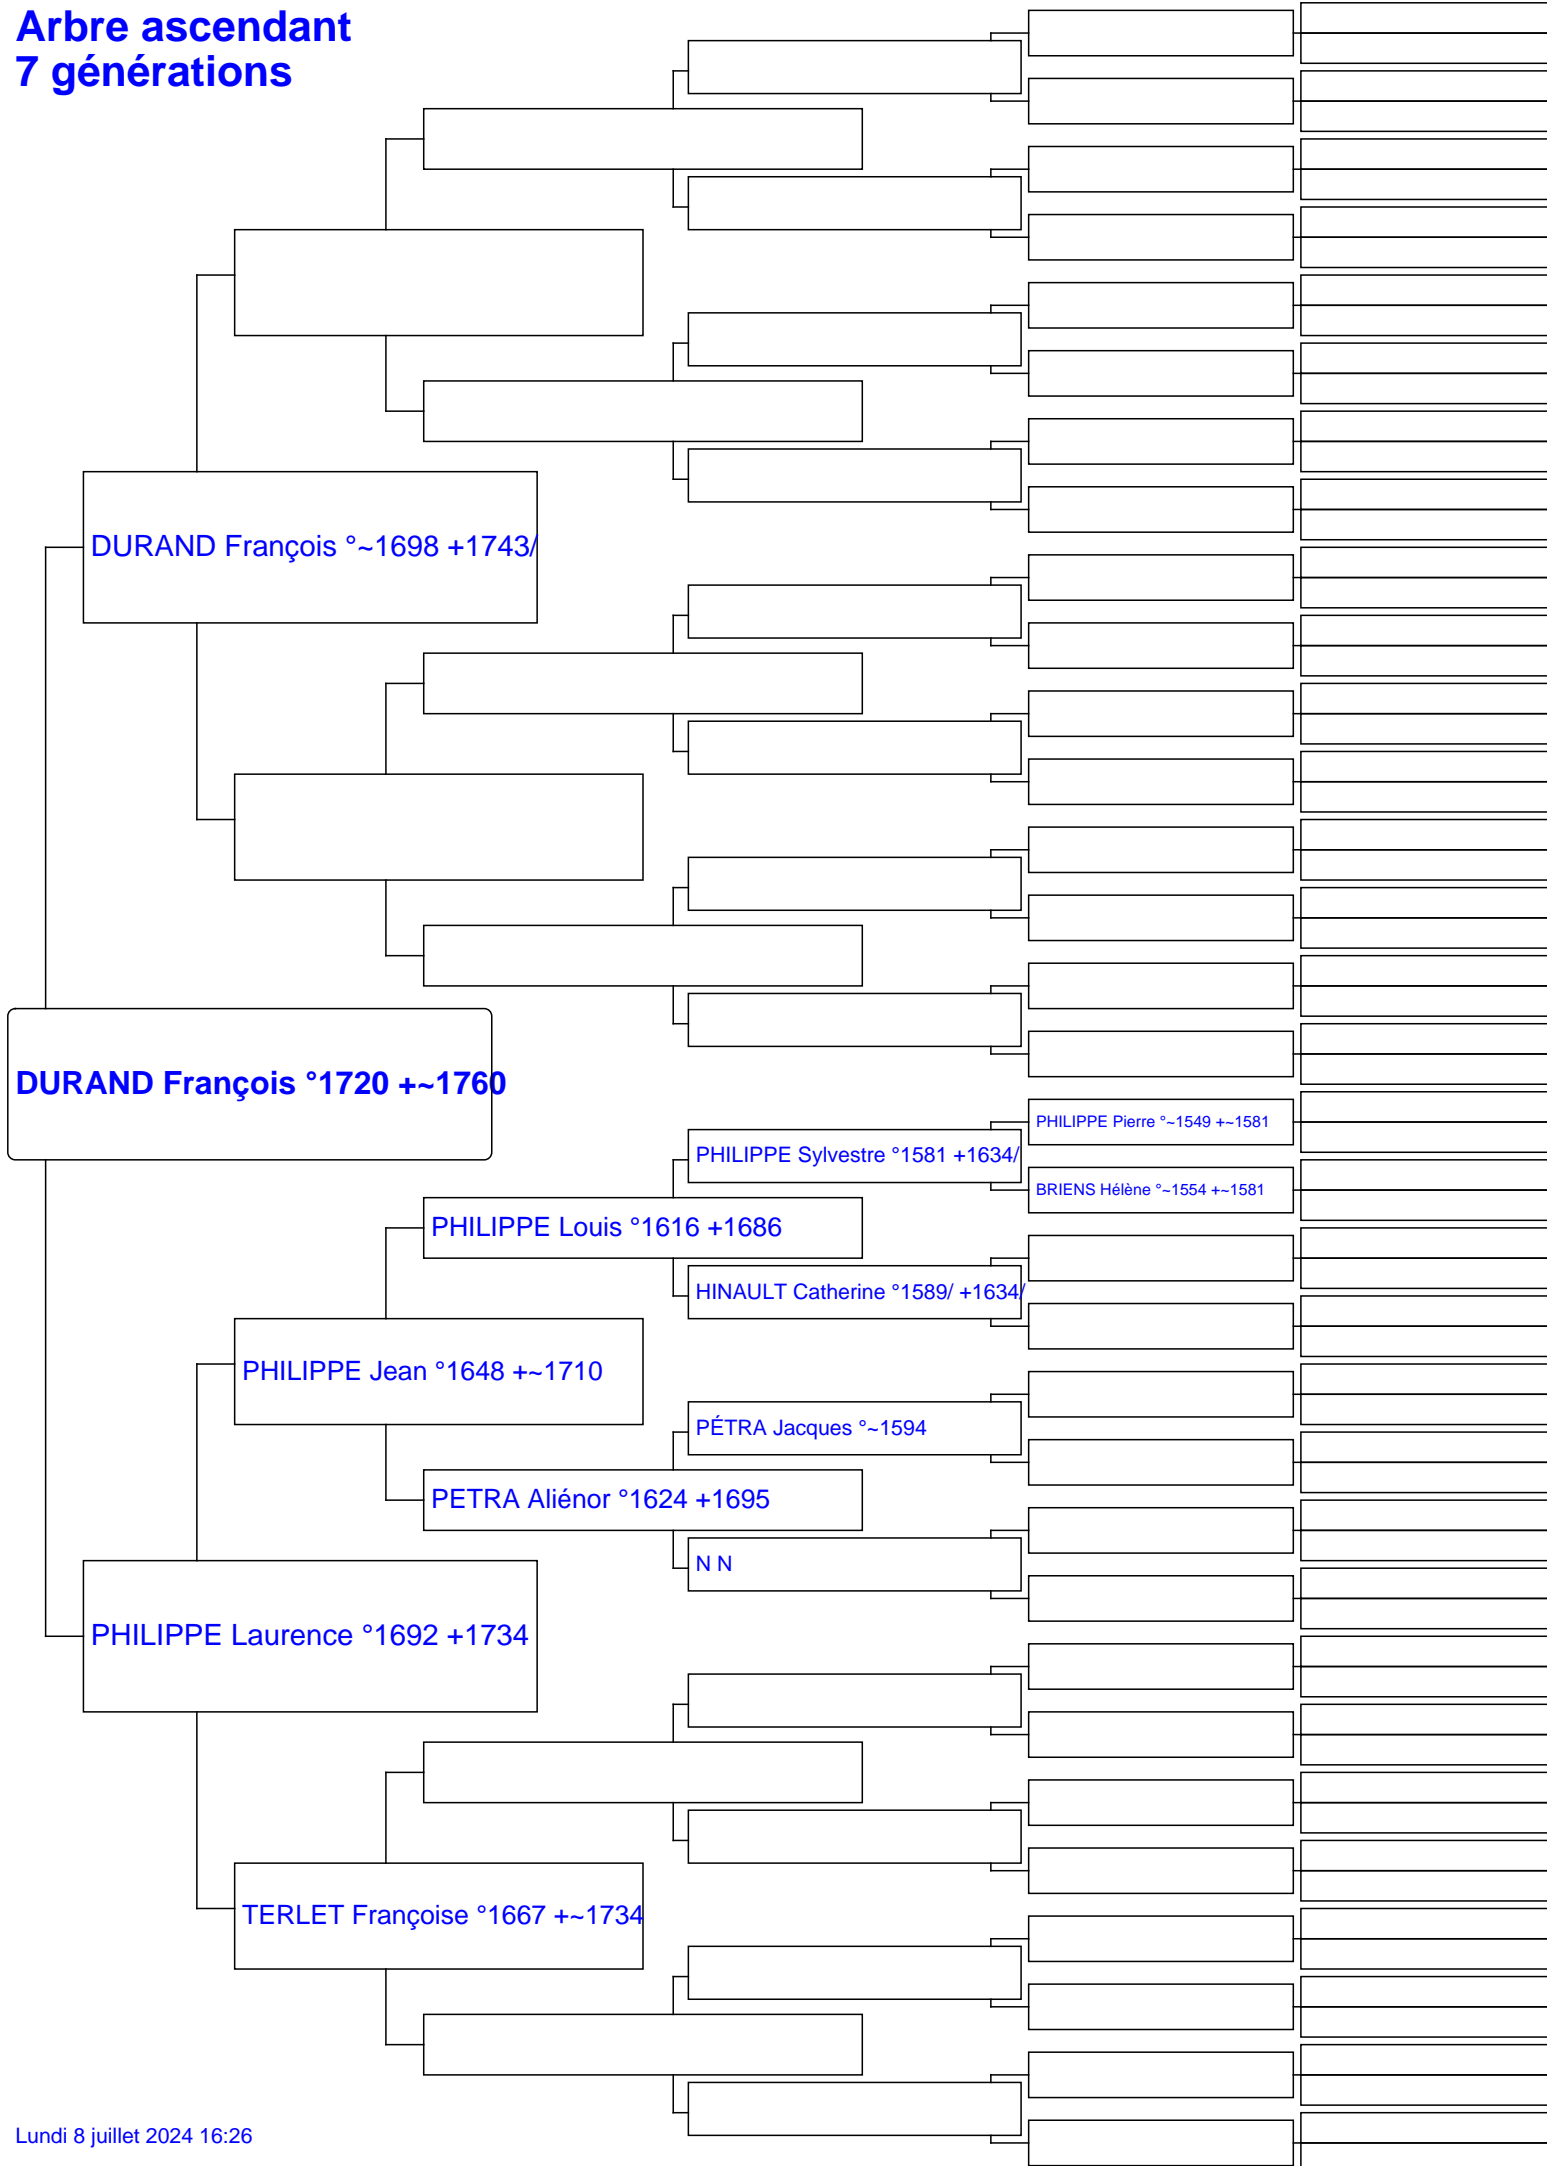 Arbre ascendant
7 générations
DURAND François °~1698 +1743/
DURAND François °1720 +~1760
PHILIPPE Pierre °~1549 +~1581
PHILIPPE Sylvestre °1581 +1634/
BRIENS Hélène °~1554 +~1581
PHILIPPE Louis °1616 +1686
HINAULT Catherine °1589/ +1634/
PHILIPPE Jean °1648 +~1710
PÉTRA Jacques °~1594
PETRA Aliénor °1624 +1695
N N
PHILIPPE Laurence °1692 +1734
TERLET Françoise °1667 +~1734
Lundi 8 juillet 2024 16:26